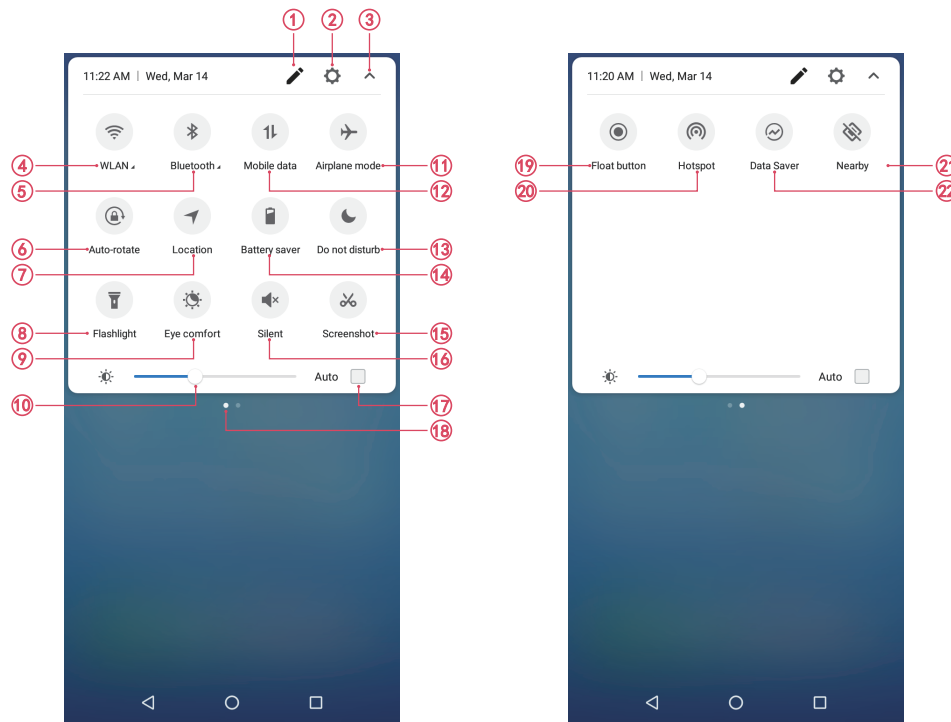 ① ② ③
11:22 AM | Wed, Mar 14
11:20 AM | Wed, Mar 14
④ WLAN Bluetooth Mobile data Airplane mode ⑪
⑤ ⑫
⑲ Float button Hotspot Data Saver Nearby ㉑
⑳ ㉒
⑥ Auto-rotate Location Battery saver Do not disturb ⑬
⑦ ⑭
⑧ Flashlight Eye comfort Silent Screenshot ⑮
⑨ ⑯
Auto
Auto
⑩ ⑰
⑱